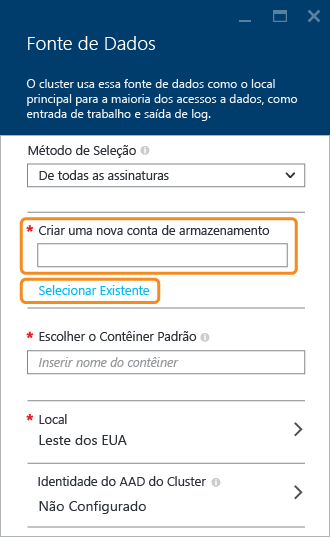 Fonte de Dados
O cluster usa essa fonte de dados como o local
principal para a maioria dos acessos a dados, como
entrada de trabalho e saída de log.
Método de Seleção
De todas as assinaturas
* Criar uma nova conta de armazenamento
Selecionar Existente
* Escolher o Contêiner Padrão
Inserir nome do contêiner
* Local
Leste dos EUA
Identidade do AAD do Cluster
Não Configurado